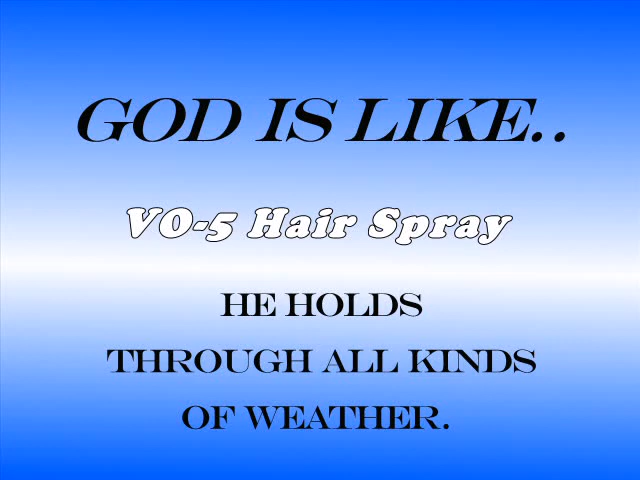 GOD IS LIKE..
VO-5 Hair Spray
HE HOLDS
THROUGH ALL KINDS
OF WEATHER.